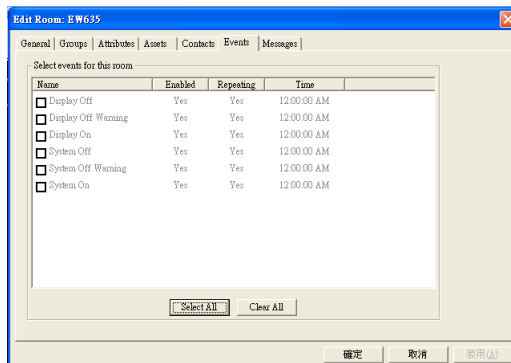 Edit Room: EW635
General Groups Attributes Assets Contacts Events Messages
Select events for this room
Name Enabled Repeating Time
Display Off Yes Yes 12:00:00 AM
Display Off Warning Yes Yes 12:00:00 AM
Display On Yes Yes 12:00:00 AM
System Off Yes Yes 12:00:00 AM
System Off Warning Yes Yes 12:00:00 AM
System On Yes Yes 12:00:00 AM
Select All Clear All
確定 取消 套用(A)